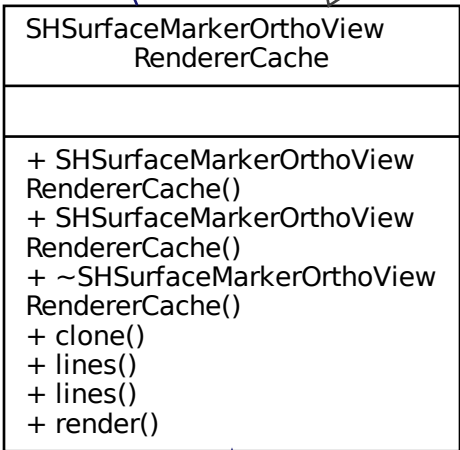 SHSurfaceMarkerOrthoView
RendererCache
+ SHSurfaceMarkerOrthoView
RendererCache()
+ SHSurfaceMarkerOrthoView
RendererCache()
+ ~SHSurfaceMarkerOrthoView
RendererCache()
+ clone()
+ lines()
+ lines()
+ render()